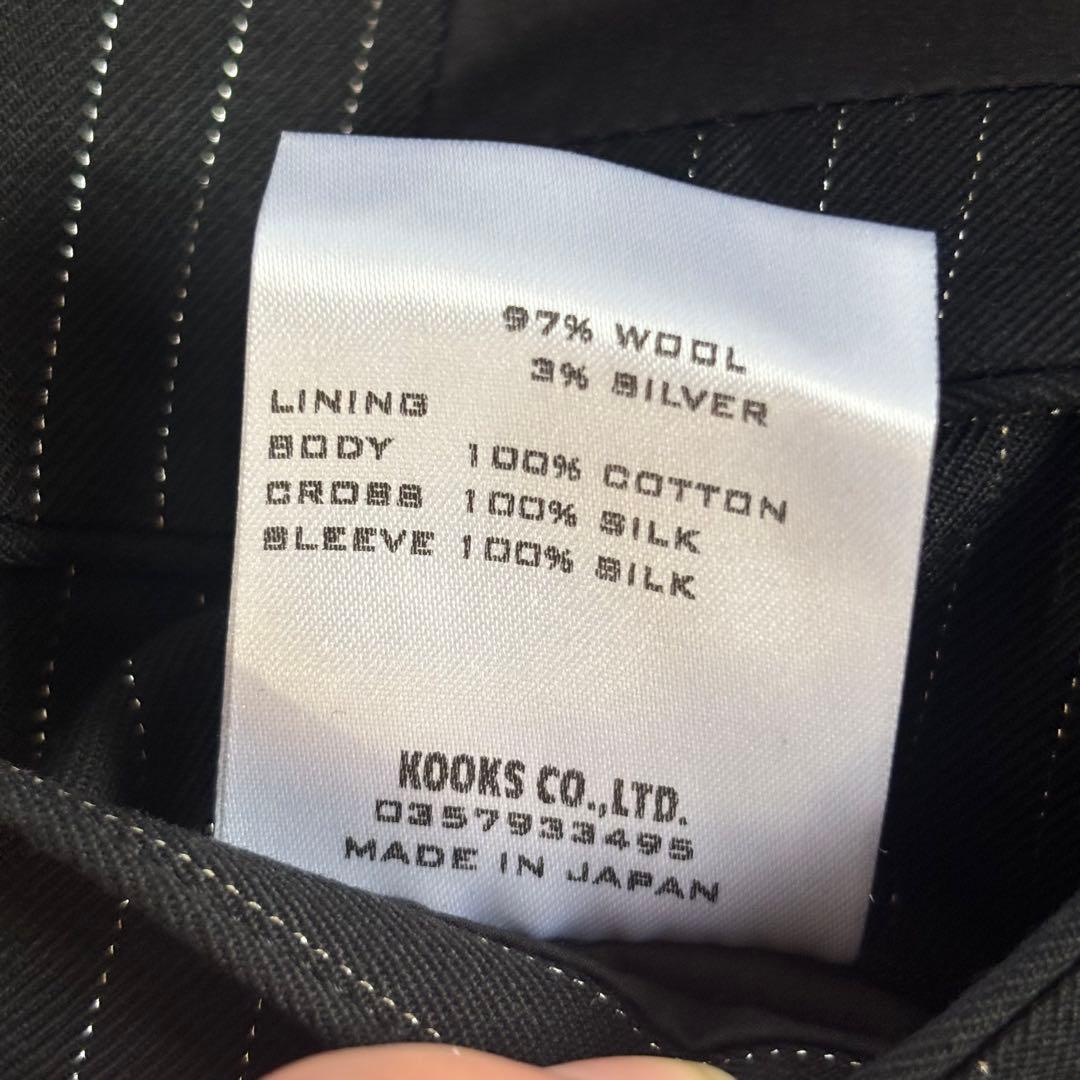 97% WOOL
3% SILVER
LINING
BODY 100% COTTON
CROSS 100% SILK
SLEEVE 100% SILK
KOOKS CO.,LTD.
0357933495
MADE IN JAPAN